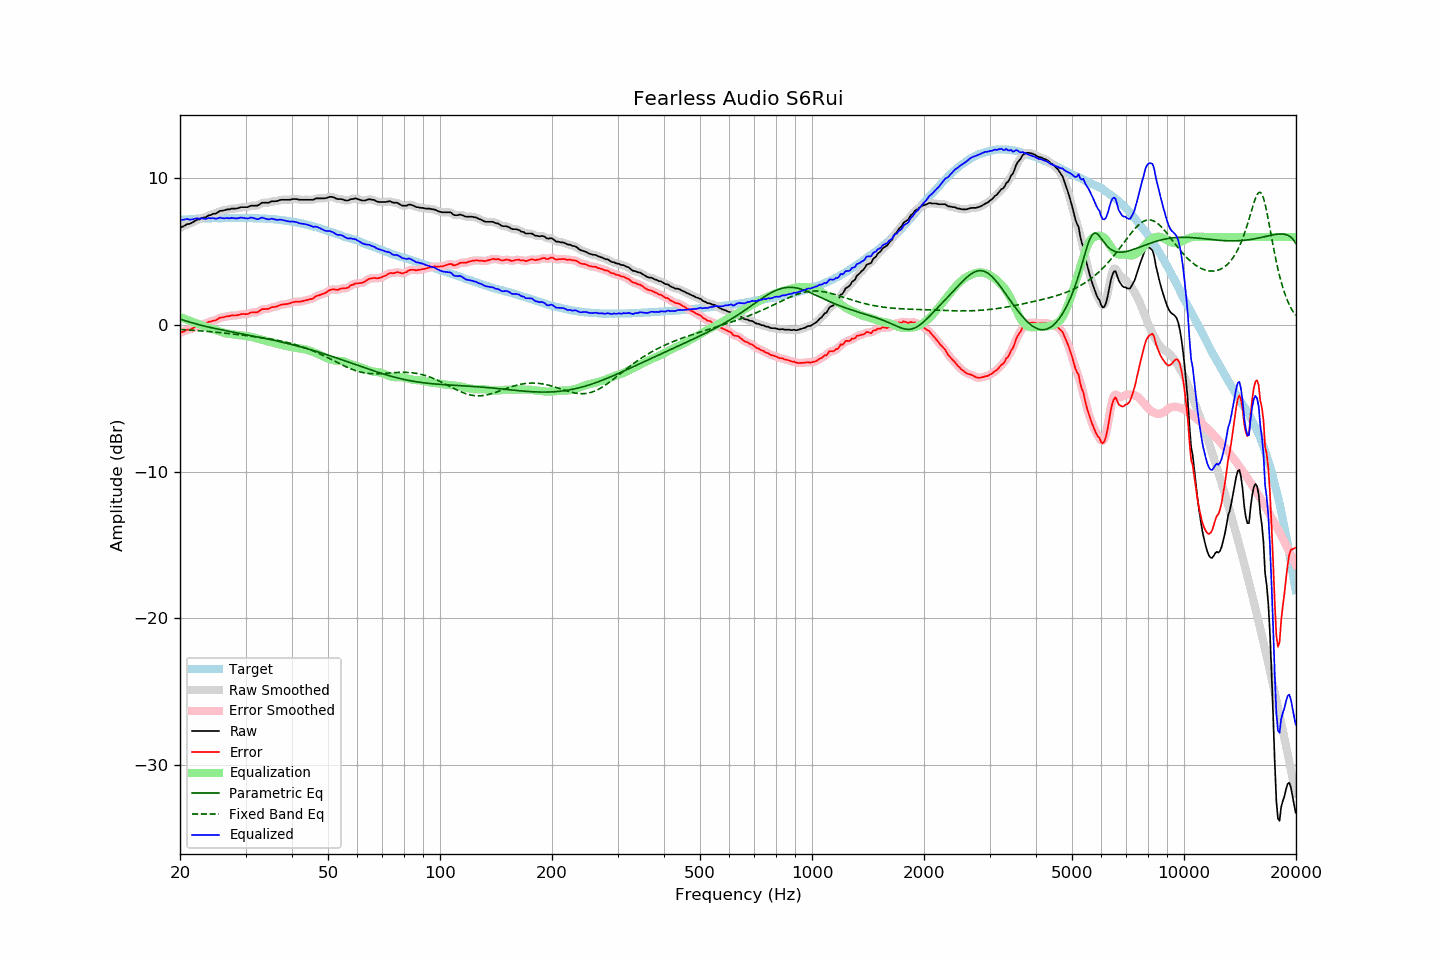 Fearless Audio S6Rui
Amplitude (dBr)
10
0
−10
−20
−30
Target
Raw Smoothed
Error Smoothed
Raw
Error
Equalization
Parametric Eq
Fixed Band Eq
Equalized
20 50 100 200 500 1000 2000 5000 10000 20000
Frequency (Hz)